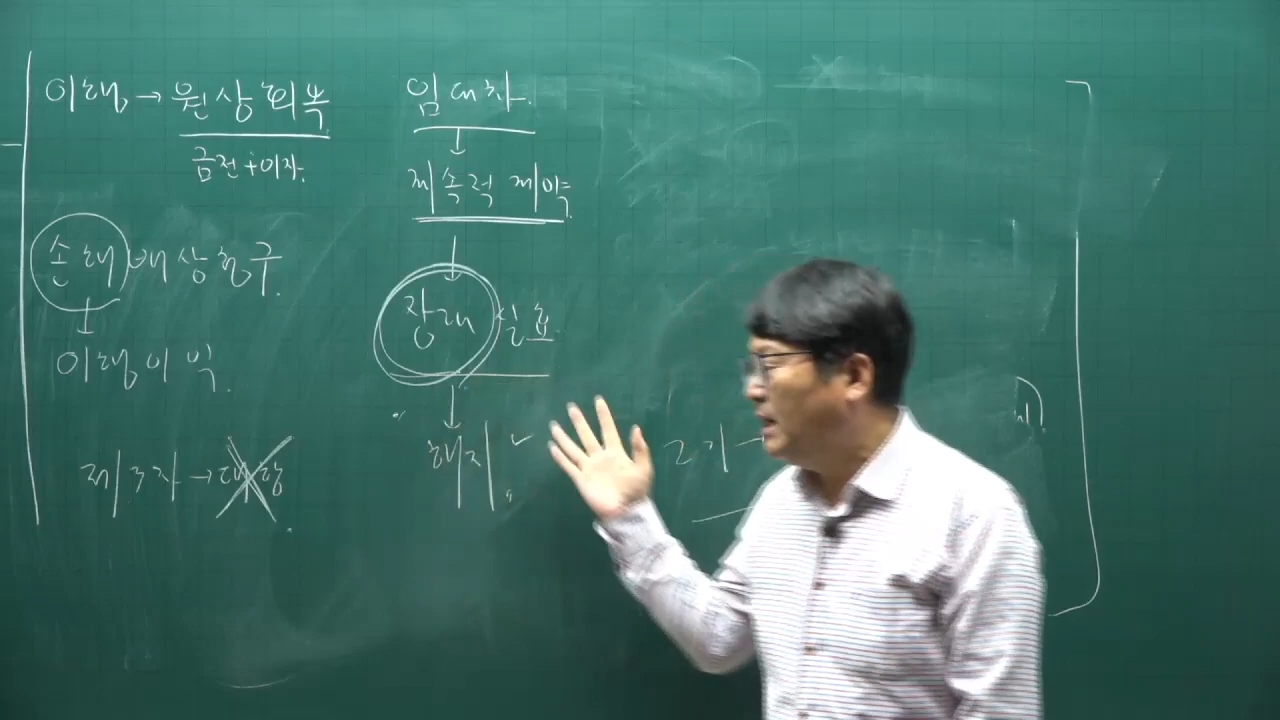 이행→원상회복
금전+이자.
손해배상청구.
이행이익.
제3자→대항
임대차.
계속적 계약.
장래 실효.
해지
2기